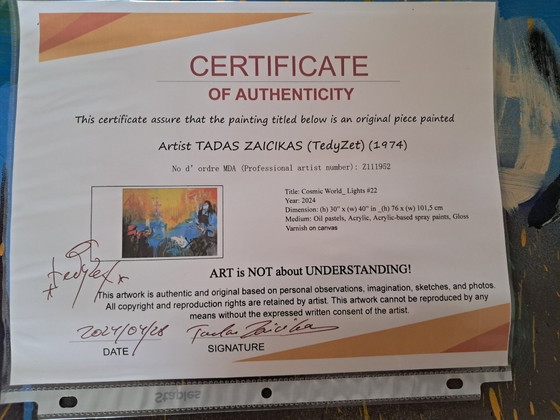 CERTIFICATE
OF AUTHENTICITY
This certificate assure that the painting titled below is an original piece painted
Artist TADAS ZAICIKAS (TedyZet) (1974)
No d' ordre MDA (Professional artist number): Z111952
Title: Cosmic World_ Lights #22
Year: 2024
Dimension: (h) 30" x (w) 40" in _(h) 76 x (w) 101,5 cm
Medium: Oil pastels, Acrylic, Acrylic-based spray paints, Gloss
Varnish on canvas
ART is NOT about UNDERSTANDING!
This artwork is authentic and original based on personal observations, imagination, sketches, and photos.
All copyright and reproduction rights are retained by artist. This artwork cannot be reproduced by any
means without the expressed written consent of the artist.
2024/04/28 Tadas Zaicikas
DATE SIGNATURE
Staples